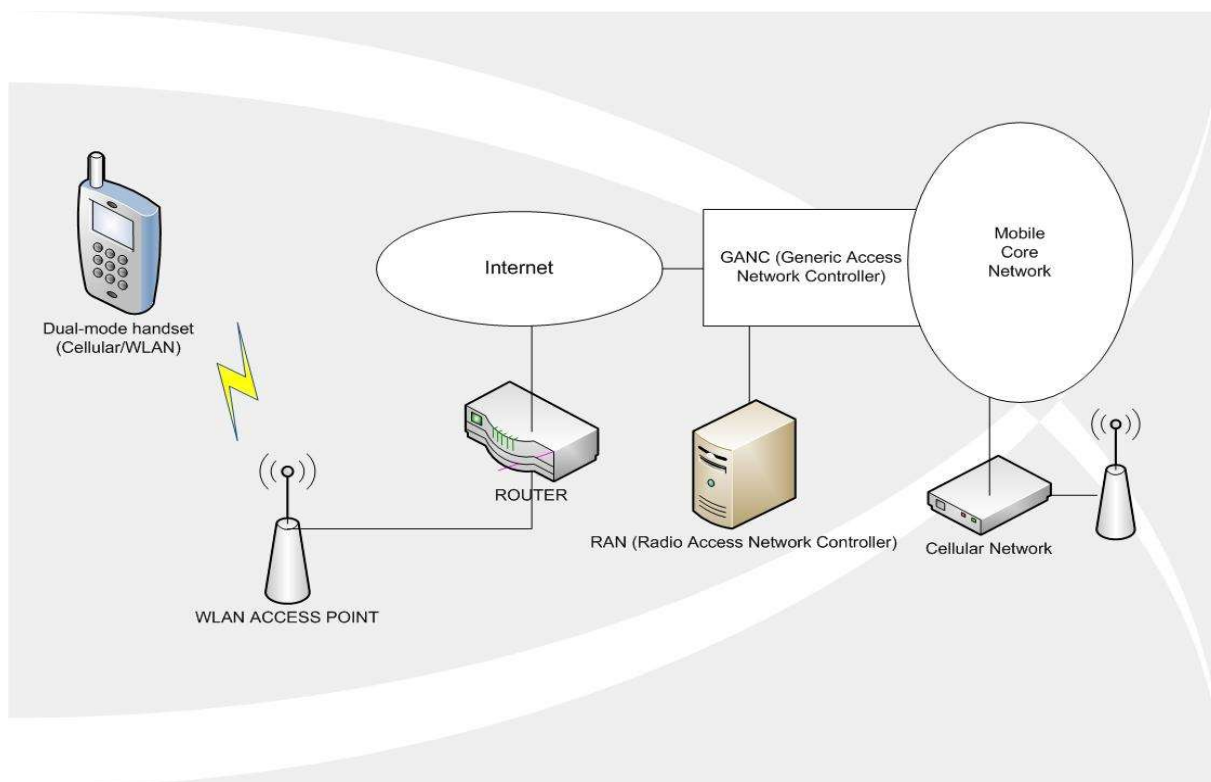 Dual-mode handset
(Cellular/WLAN)
Internet
GANC (Generic Access
Network Controller)
Mobile
Core
Network
ROUTER
WLAN ACCESS POINT
RAN (Radio Access Network Controller)
Cellular Network